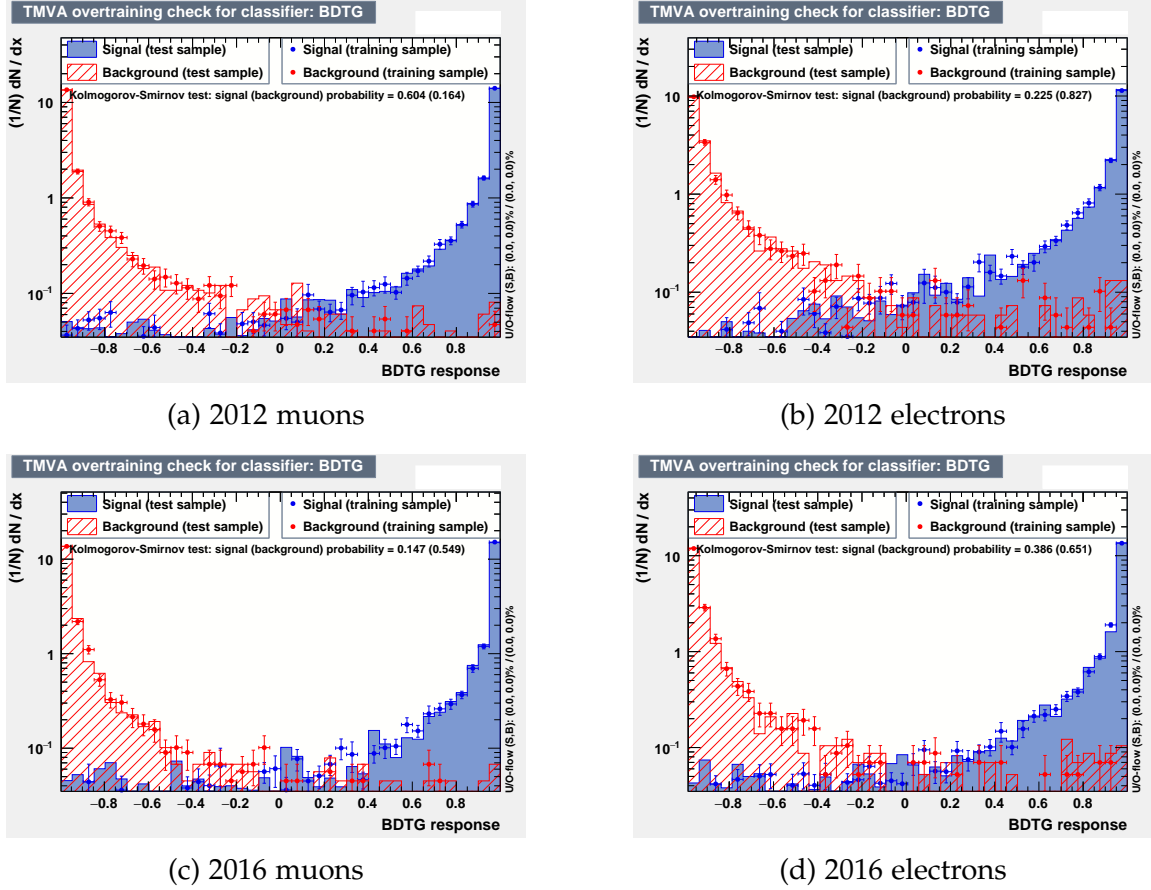 TMVA overtraining check for classifier: BDTG
Signal (test sample)
Background (test sample)
Signal (training sample)
Background (training sample)
Kolmogorov-Smirnov test: signal (background) probability = 0.604 (0.164)
(1/N) dN / dx
10
1
10⁻¹
−0.8 −0.6 −0.4 −0.2 0 0.2 0.4 0.6 0.8
BDTG response
U/O-flow (S,B): (0.0, 0.0)% / (0.0, 0.0)%
(a) 2012 muons
TMVA overtraining check for classifier: BDTG
Signal (test sample)
Background (test sample)
Signal (training sample)
Background (training sample)
Kolmogorov-Smirnov test: signal (background) probability = 0.225 (0.827)
(1/N) dN / dx
10
1
10⁻¹
−0.8 −0.6 −0.4 −0.2 0 0.2 0.4 0.6 0.8
BDTG response
U/O-flow (S,B): (0.0, 0.0)% / (0.0, 0.0)%
(b) 2012 electrons
TMVA overtraining check for classifier: BDTG
Signal (test sample)
Background (test sample)
Signal (training sample)
Background (training sample)
Kolmogorov-Smirnov test: signal (background) probability = 0.147 (0.549)
(1/N) dN / dx
10
1
10⁻¹
−0.8 −0.6 −0.4 −0.2 0 0.2 0.4 0.6 0.8
BDTG response
U/O-flow (S,B): (0.0, 0.0)% / (0.0, 0.0)%
(c) 2016 muons
TMVA overtraining check for classifier: BDTG
Signal (test sample)
Background (test sample)
Signal (training sample)
Background (training sample)
Kolmogorov-Smirnov test: signal (background) probability = 0.386 (0.651)
(1/N) dN / dx
10
1
10⁻¹
−0.8 −0.6 −0.4 −0.2 0 0.2 0.4 0.6 0.8
BDTG response
U/O-flow (S,B): (0.0, 0.0)% / (0.0, 0.0)%
(d) 2016 electrons